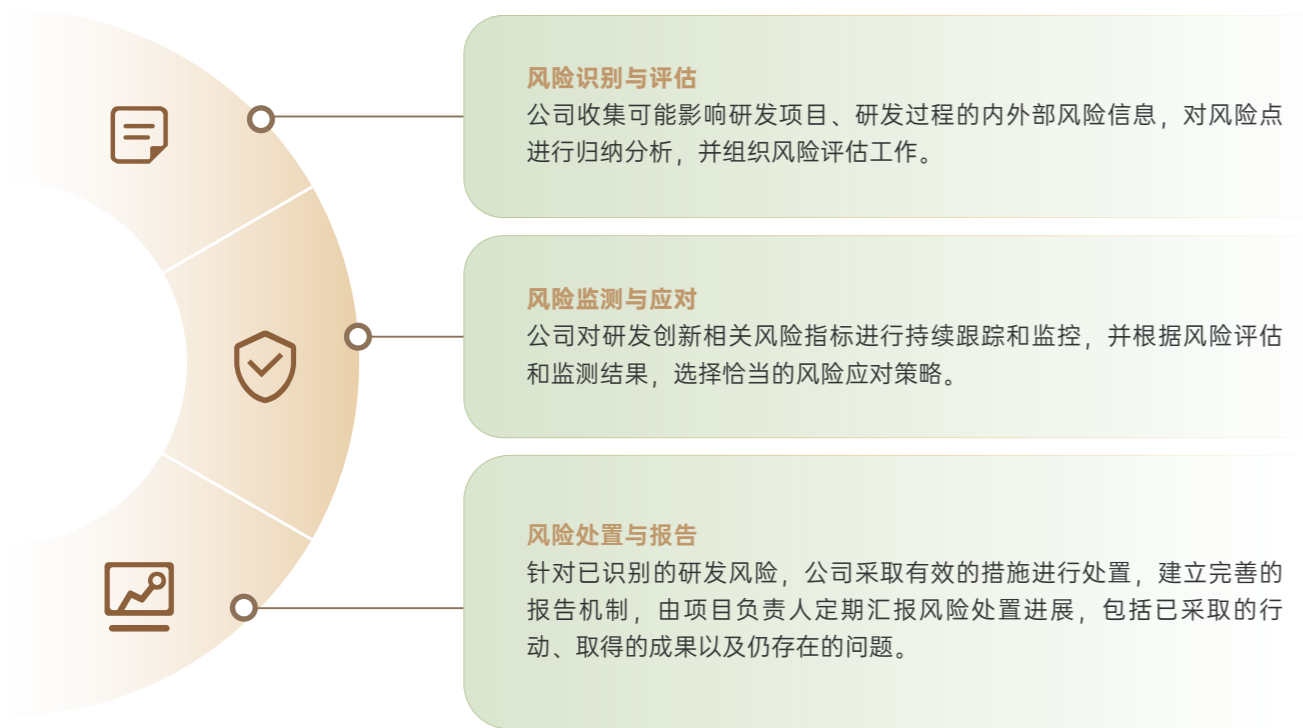 风险识别与评估
公司收集可能影响研发项目、研发过程的内外部风险信息，对风险点
进行归纳分析，并组织风险评估工作。
风险监测与应对
公司对研发创新相关风险指标进行持续跟踪和监控，并根据风险评估
和监测结果，选择恰当的风险应对策略。
风险处置与报告
针对已识别的研发风险，公司采取有效的措施进行处置，建立完善的
报告机制，由项目负责人定期汇报风险处置进展，包括已采取的行
动、取得的成果以及仍存在的问题。